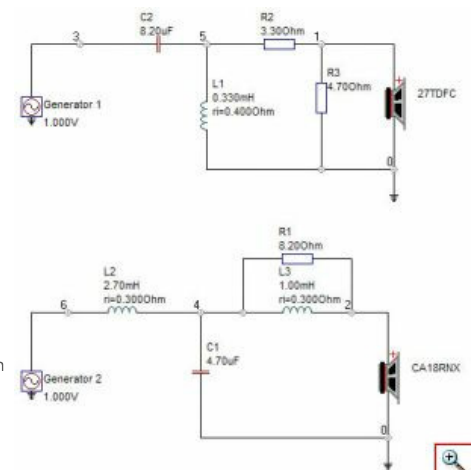 C2
8.20uF
3
5
R2
3.30Ohm
1
Generator 1
1.000V
L1
0.330mH
ri=0.400Ohm
R3
4.70Ohm
27TDFC
0
R1
8.20Ohm
L2
2.70mH
ri=0.300Ohm
L3
1.00mH
ri=0.300Ohm
6
4
2
C1
4.70uF
Generator 2
1.000V
CA18RNX
0